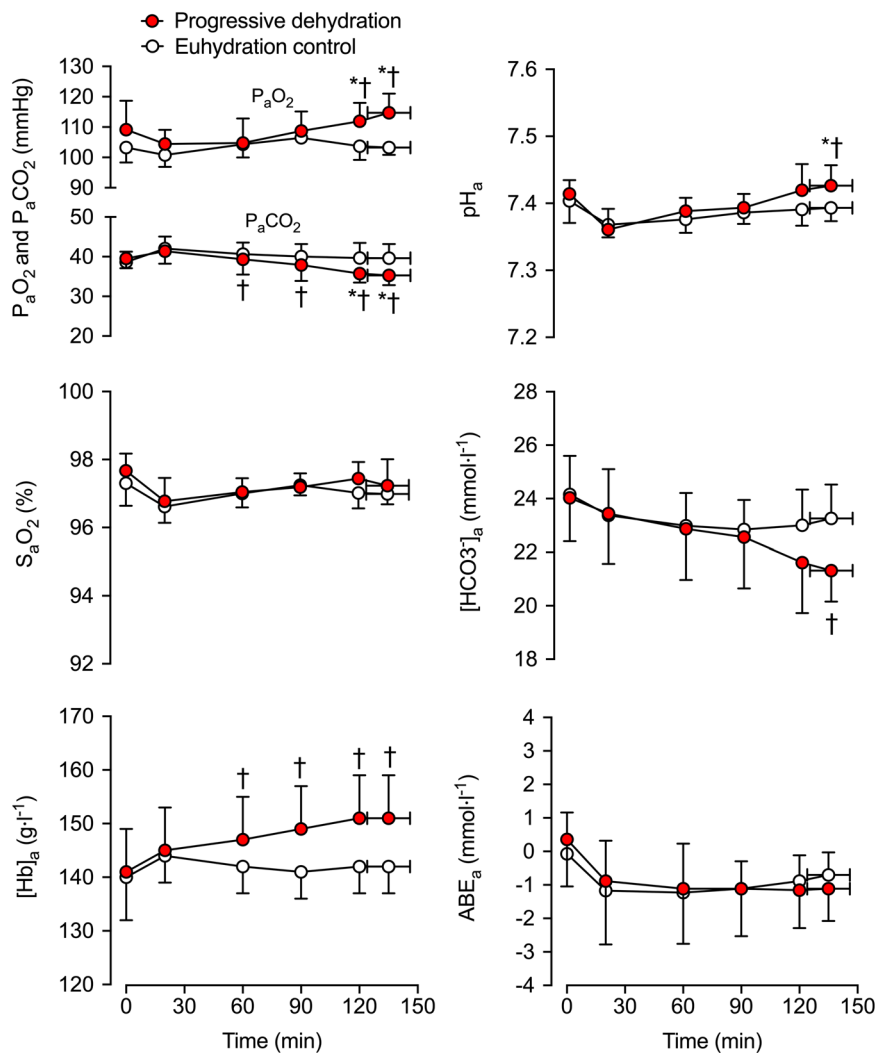 Progressive dehydration
Euhydration control
PₐO₂ and PₐCO₂ (mmHg)
130
120
110
100
90
50
40
30
20
PₐO₂
*† *†
PₐCO₂
† † *† *†
pHₐ
7.6
7.5
7.4
7.3
7.2
*†
SₐO₂ (%)
100
98
96
94
92
[HCO3⁻]ₐ (mmol·l⁻¹)
28
26
24
22
20
18
†
[Hb]ₐ (g·l⁻¹)
170
160
150
140
130
120
† † † †
0 30 60 90 120 150
Time (min)
ABEₐ (mmol·l⁻¹)
4
3
2
1
0
-1
-2
-3
-4
0 30 60 90 120 150
Time (min)